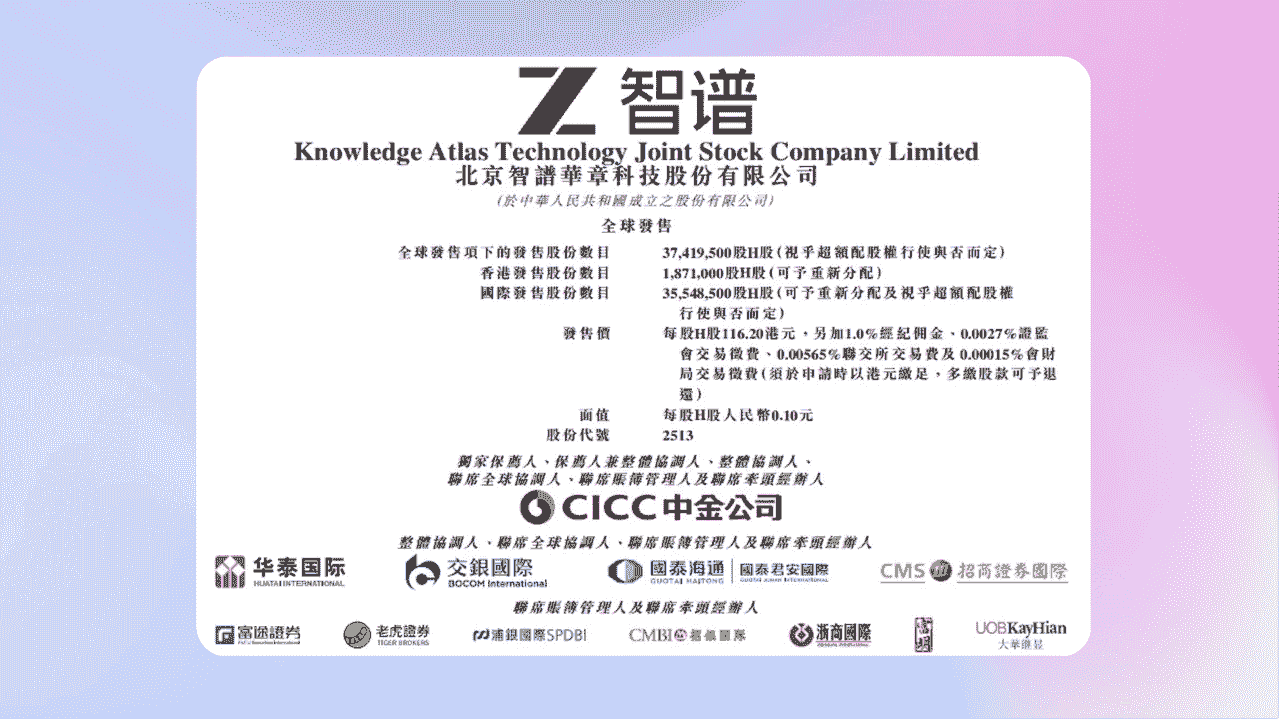 智谱
Knowledge Atlas Technology Joint Stock Company Limited
北京智譜華章科技股份有限公司
(於中華人民共和國成立之股份有限公司)
全球發售
全球發售項下的發售股份數目 37,419,500股H股(視乎超額配股權行使與否而定)
香港發售股份數目 1,871,000股H股(可予重新分配)
國際發售股份數目 35,548,500股H股(可予重新分配及視乎超額配股權
行使與否而定)
發售價 每股H股116.20港元，另加1.0%經紀佣金、0.0027%證監
會交易徵費、0.00565%聯交所交易費及 0.00015%會財
局交易徵費(須於申請時以港元繳足，多繳股款可予退
還)
面值 每股H股人民幣0.10元
股份代號 2513
獨家保薦人、保薦人兼整體協調人、整體協調人、
聯席全球協調人、聯席賬簿管理人及聯席牽頭經辦人
CICC中金公司
整體協調人、聯席全球協調人、聯席賬簿管理人及聯席牽頭經辦人
华泰国际 交銀國際 國泰海通 國泰君安國際 CMS 招商證券國際
HUATAI INTERNATIONAL BOCOM International GUOTAI HAITONG GUOTAI JUNAN INTERNATIONAL
聯席賬簿管理人及聯席牽頭經辦人
富途證券 老虎證券 浦銀國際SPDBI CMBI 招銀國際 浙商國際 UOBKayHian
TIGER BROKERS 大華继显